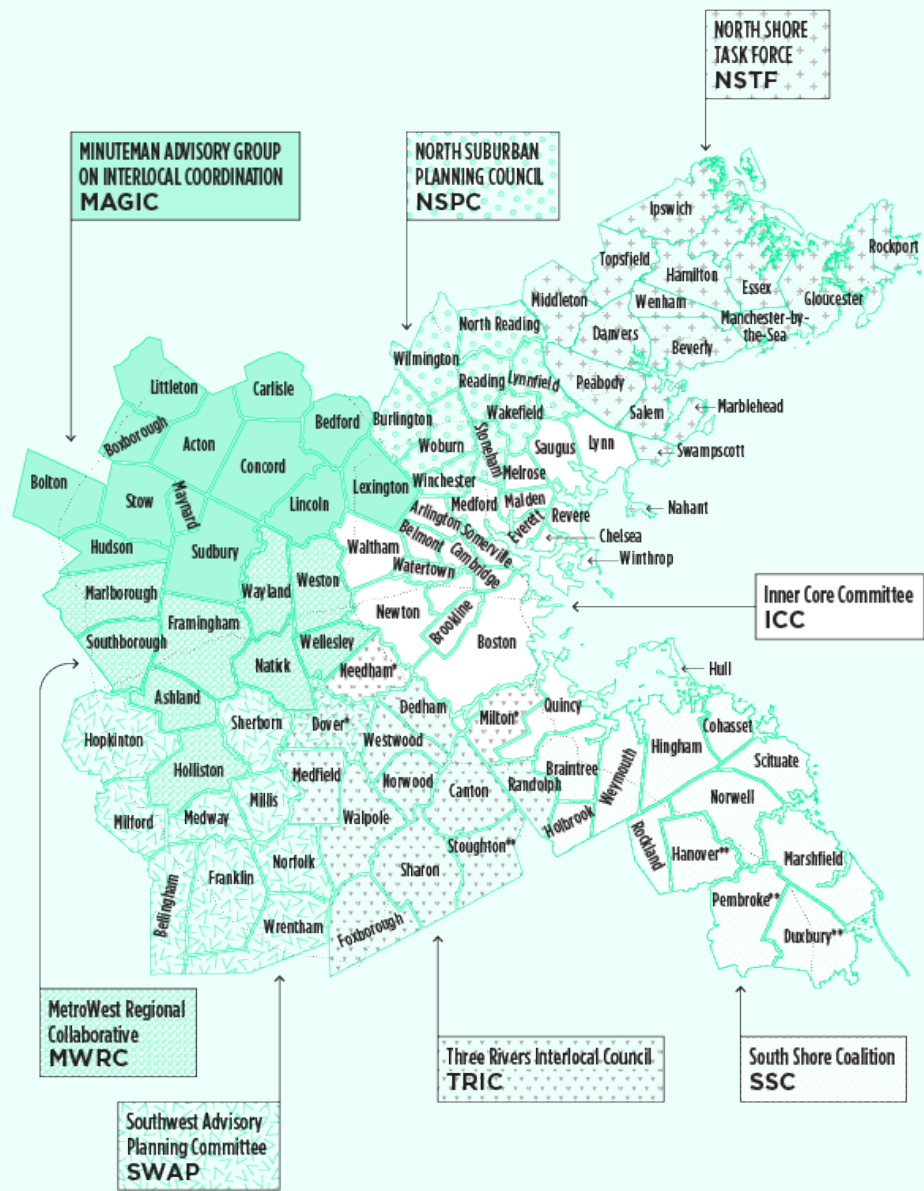 NORTH SHORE
TASK FORCE
NSTF
MINUTEMAN ADVISORY GROUP
ON INTERLOCAL COORDINATION
MAGIC
NORTH SUBURBAN
PLANNING COUNCIL
NSPC
Ipswich
Rockport
Topsfield
Hamilton
Essex
Gloucester
Middleton
Wenham
Manchester-by-
the-Sea
Danvers
Beverly
North Reading
Wilmington
Reading
Lynnfield
Peabody
Salem
Marblehead
Littleton
Carlisle
Burlington
Wakefield
Boxborough
Acton
Bedford
Woburn
Stoneham
Saugus
Lynn
Swampscott
Concord
Bolton
Stow
Maynard
Lincoln
Lexington
Winchester
Melrose
Medford
Malden
Nahant
Arlington
Somerville
Everett
Revere
Chelsea
Hudson
Sudbury
Waltham
Belmont
Cambridge
Watertown
Winthrop
Marlborough
Wayland
Weston
Newton
Brookline
Inner Core Committee
ICC
Southborough
Framingham
Wellesley
Boston
Natick
Needham*
Hull
Ashland
Sherborn
Dover*
Dedham
Milton*
Quincy
Cohasset
Hopkinton
Westwood
Hingham
Scituate
Holliston
Medfield
Norwood
Canton
Randolph
Braintree
Weymouth
Norwell
Milford
Medway
Millis
Walpole
Holbrook
Rockland
Hanover**
Marshfield
Stoughton**
Bellingham
Franklin
Norfolk
Sharon
Pembroke**
Wrentham
Foxborough
Duxbury**
MetroWest Regional
Collaborative
MWRC
Three Rivers Interlocal Council
TRIC
South Shore Coalition
SSC
Southwest Advisory
Planning Committee
SWAP